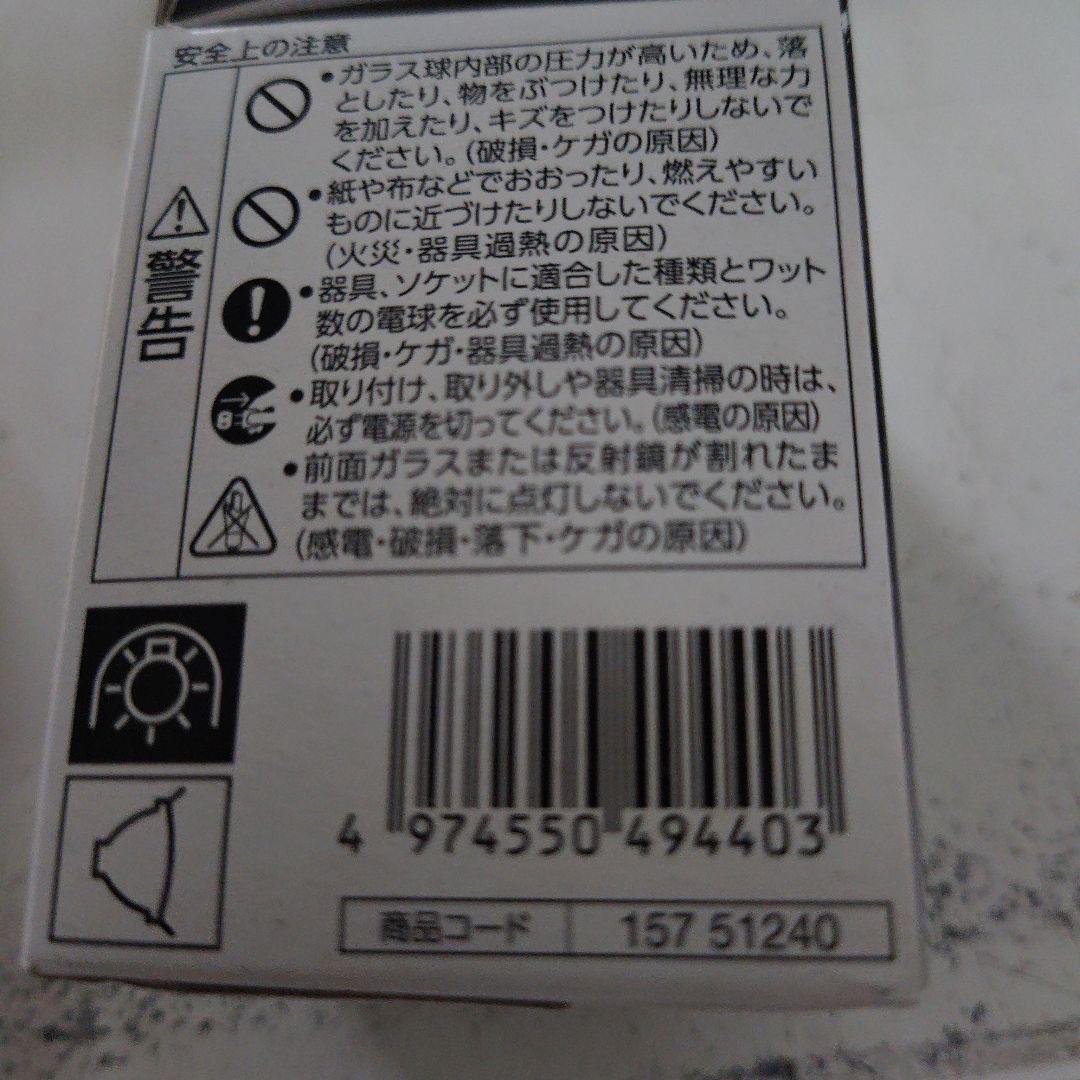 安全上の注意
警告
•ガラス球内部の圧力が高いため、落
としたり、物をぶつけたり、無理な力
を加えたり、キズをつけたりしないで
ください。(破損・ケガの原因)
•紙や布などでおおったり、燃えやすい
ものに近づけたりしないでください。
(火災・器具過熱の原因)
•器具、ソケットに適合した種類とワット
数の電球を必ず使用してください。
(破損・ケガ・器具過熱の原因)
•取り付け、取り外しや器具清掃の時は、
必ず電源を切ってください。(感電の原因)
•前面ガラスまたは反射鏡が割れたま
までは、絶対に点灯しないでください。
(感電・破損・落下・ケガの原因)
4 974550 494403
商品コード 157 51240